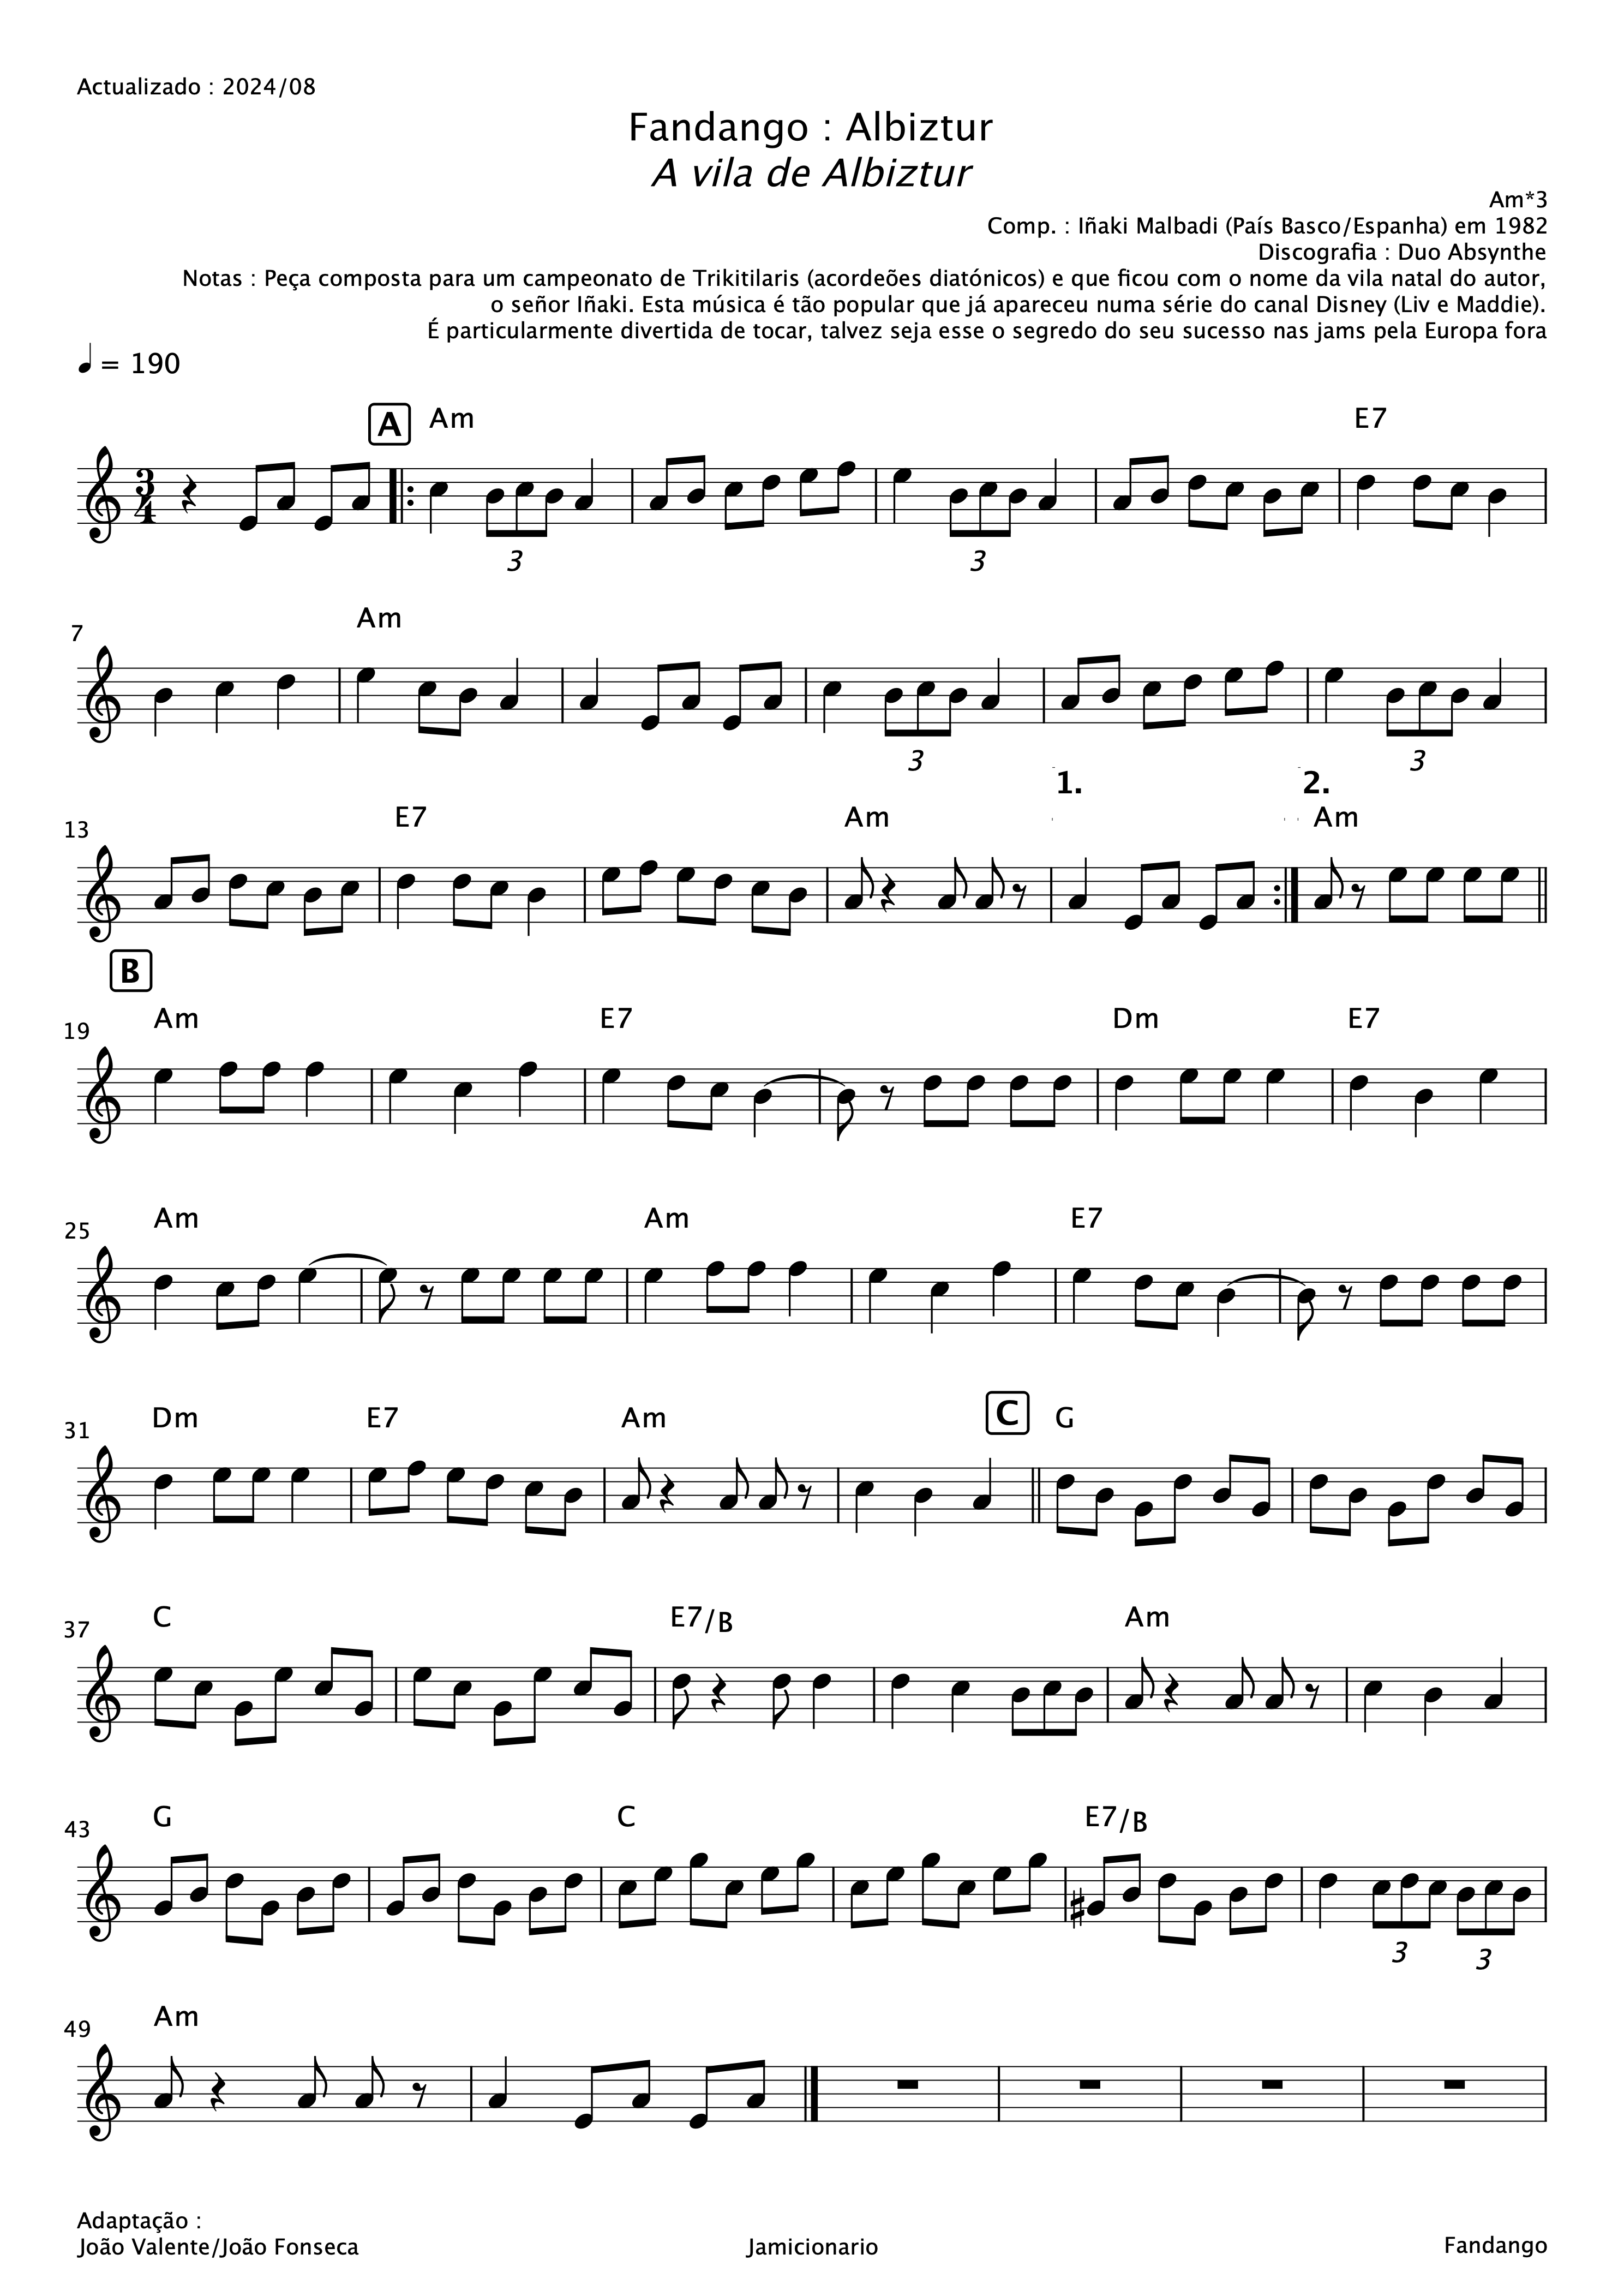 Actualizado : 2024/08
Fandango : Albiztur
A vila de Albiztur
Am*3
Comp. : Iñaki Malbadi (País Basco/Espanha) em 1982
Discografia : Duo Absynthe
Notas : Peça composta para um campeonato de Trikitilaris (acordeões diatónicos) e que ficou com o nome da vila natal do autor,
o señor Iñaki. Esta música é tão popular que já apareceu numa série do canal Disney (Liv e Maddie).
É particularmente divertida de tocar, talvez seja esse o segredo do seu sucesso nas jams pela Europa fora
= 190
A Am E7
3 4
3 3
7 Am
3 3
1. 2.
13 E7 Am Am
B
19 Am E7 Dm E7
25 Am Am E7
C
31 Dm E7 Am G
37 C E7/B Am
43 G C E7/B
3 3
49 Am
Adaptação :
João Valente/João Fonseca Jamicionario Fandango